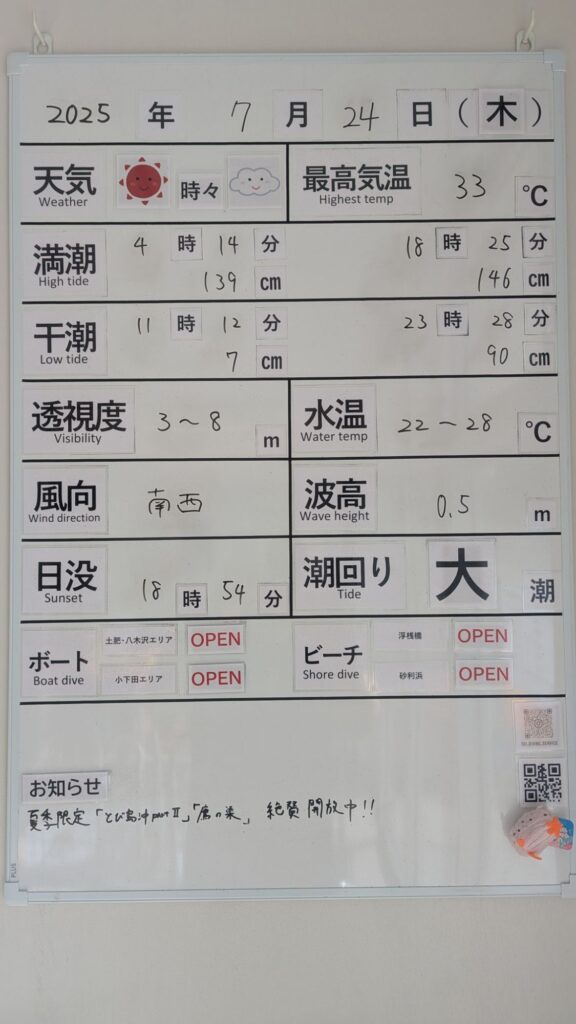 2025 年 7 月 24 日 (木)
天気 時々
Weather
最高気温 33 ℃
Highest temp
満潮 4 時 14 分 18 時 25 分
High tide 139 cm 146 cm
干潮 11 時 12 分 23 時 28 分
Low tide 7 cm 90 cm
透視度 3〜8 m
Visibility
水温 22〜28 ℃
Water temp
風向 南西
Wind direction
波高 0.5 m
Wave height
日没 18 時 54 分
Sunset
潮回り 大 潮
Tide
ボート 土肥・八木沢エリア OPEN
Boat dive 小下田エリア OPEN
ビーチ 浮桟橋 OPEN
Shore dive 砂利浜 OPEN
お知らせ
夏季限定「とび島沖partⅡ」「鷹の巣」 絶賛開放中!!
PLUS